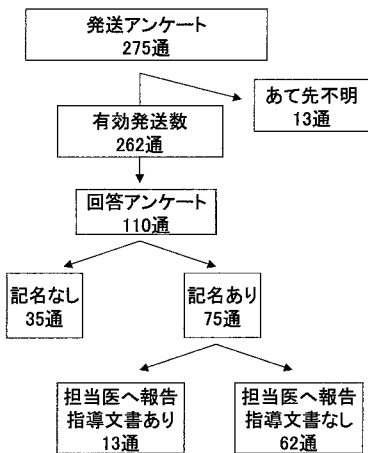 発送アンケート
275通
あて先不明
13通
有効発送数
262通
回答アンケート
110通
記名なし
35通
記名あり
75通
担当医へ報告
指導文書あり
13通
担当医へ報告
指導文書なし
62通